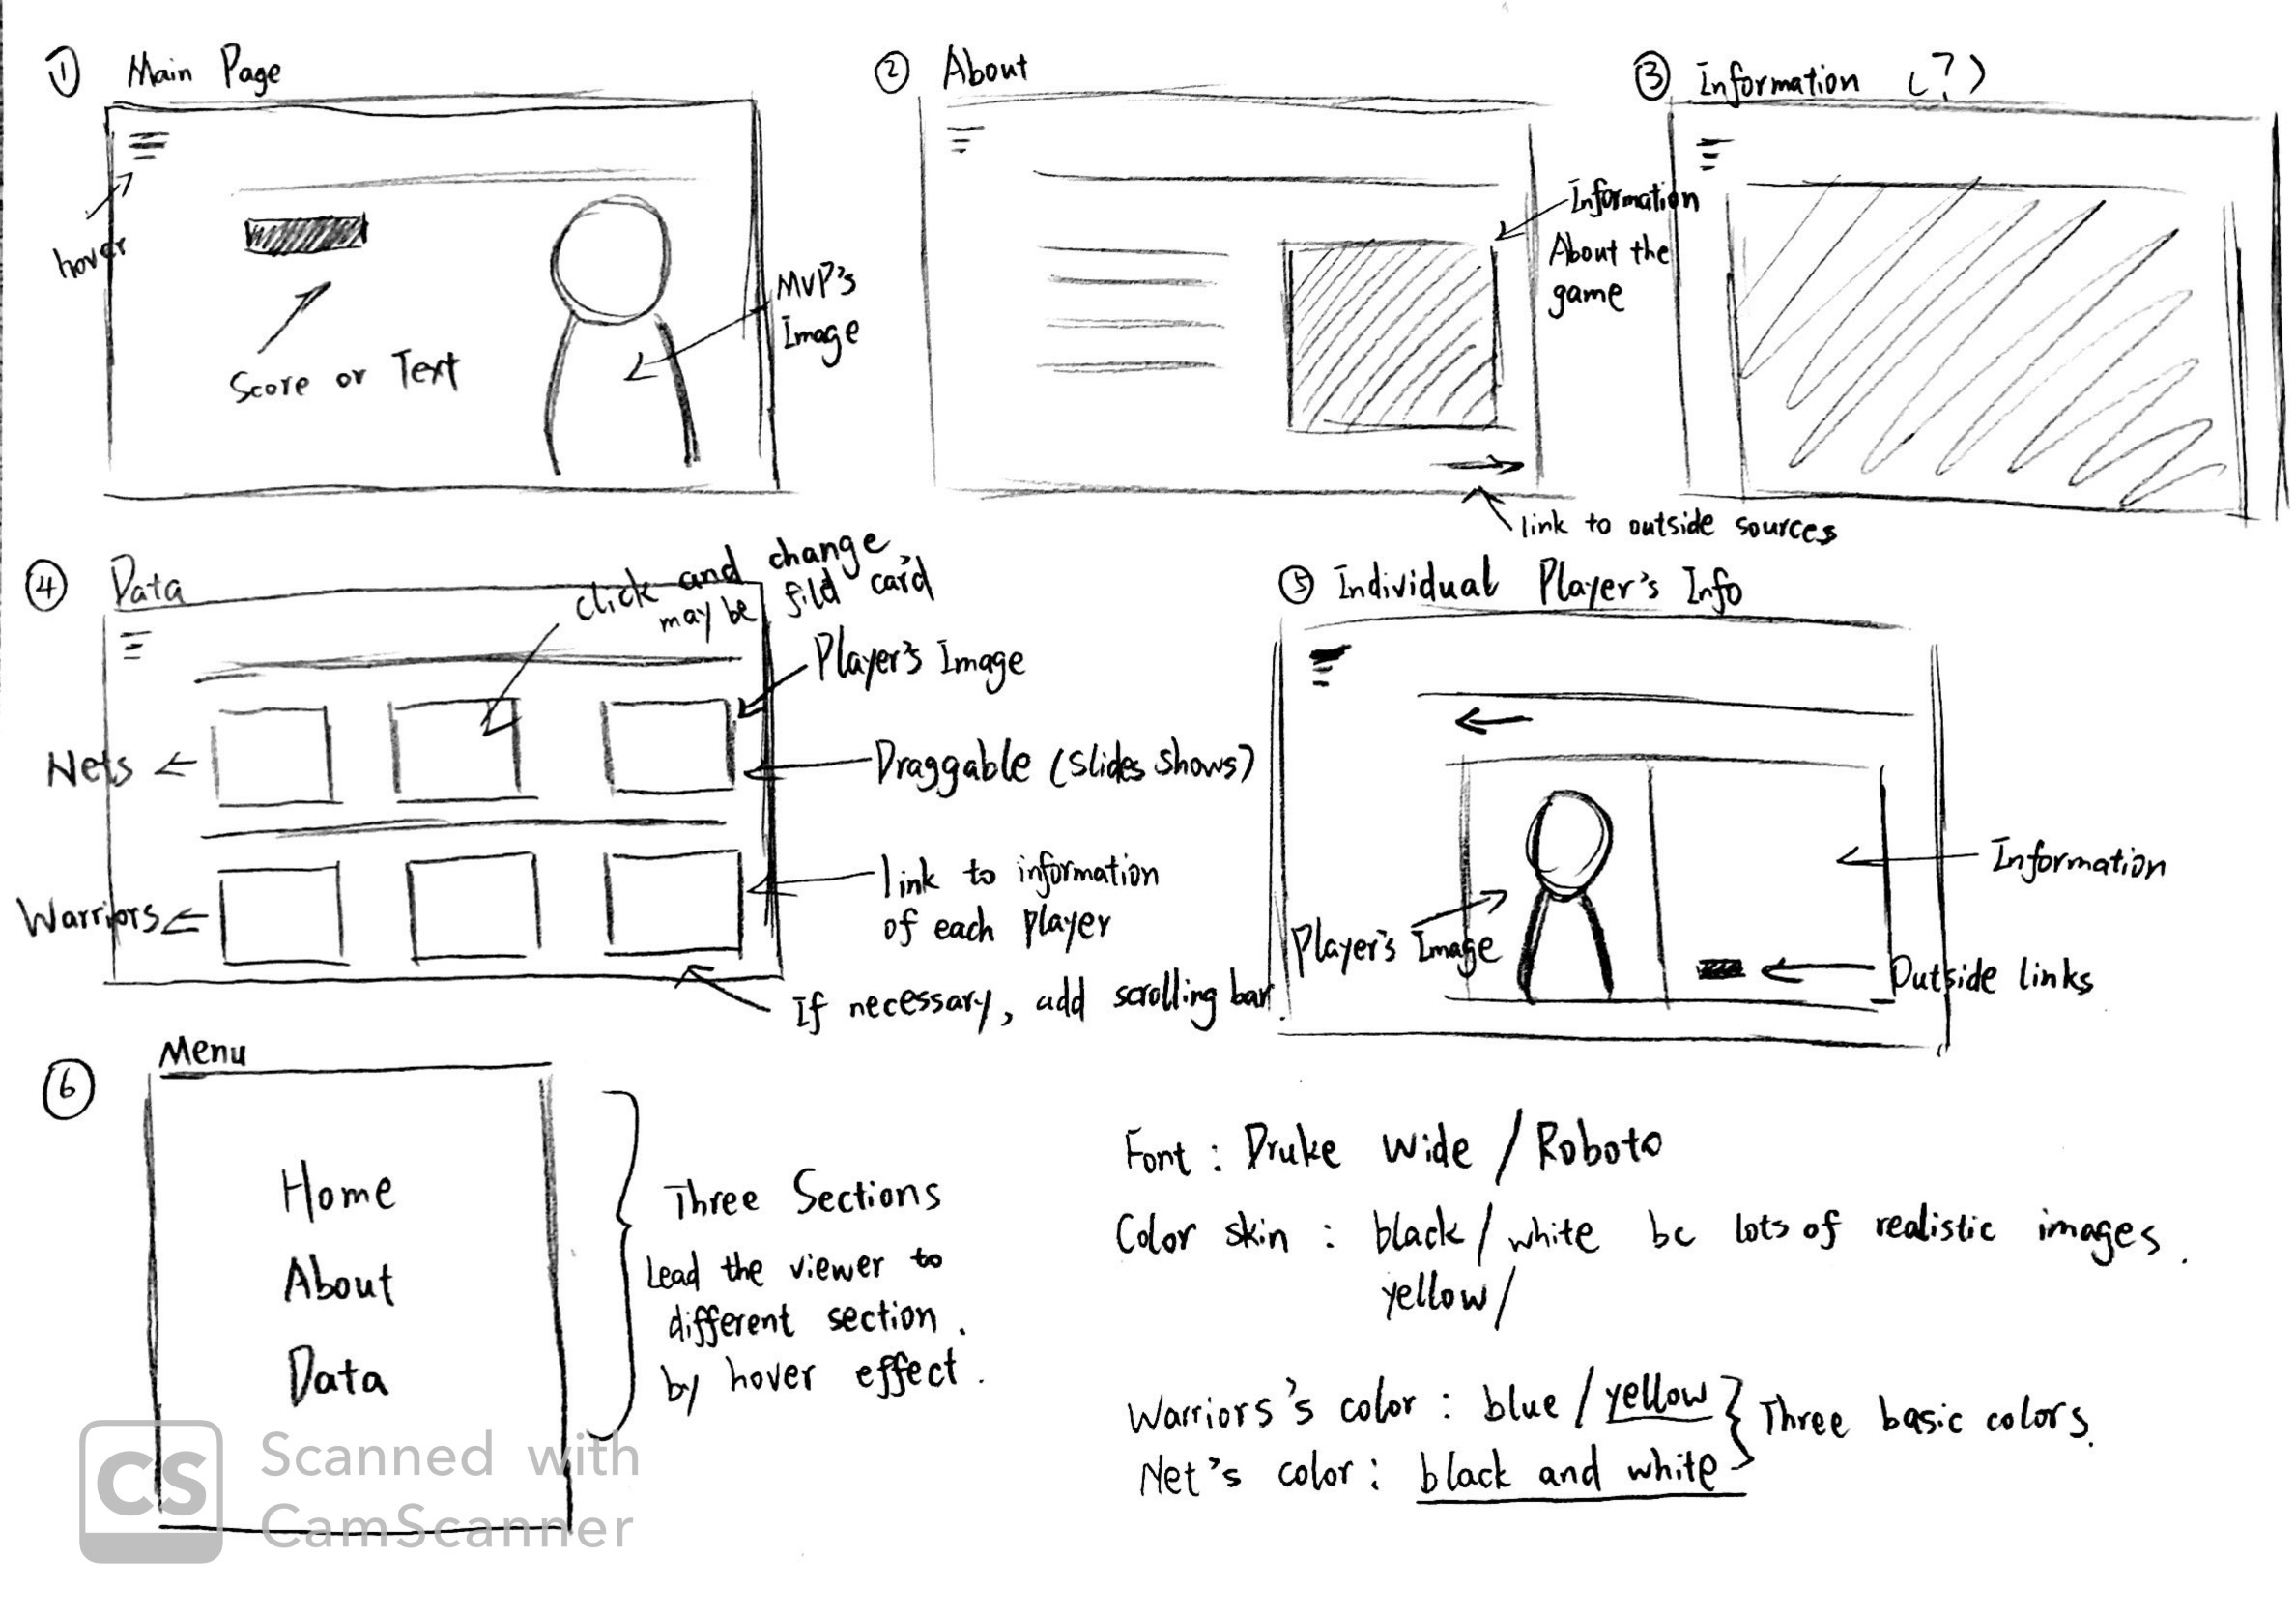 ① Main Page
hover
Score or Text
MVP's
Image
② About
Information
About the
game
link to outside sources
③ Information (?)
④ Data
click and change
may be fild card
Player's Image
Nets
Draggable (slides shows)
Warriors
link to information
of each player
If necessary, add scrolling bar.
⑤ Individual Player's Info
Player's Image
Information
Outside links
⑥ Menu
Home
About
Data
Three Sections
Lead the viewer to
different section.
by hover effect.
Font : Druke Wide / Roboto
Color skin : black / white bc lots of realistic images.
yellow /
Warriors's color : blue / yellow
Net's color : black and white
Three basic colors.
CS
Scanned with
CamScanner